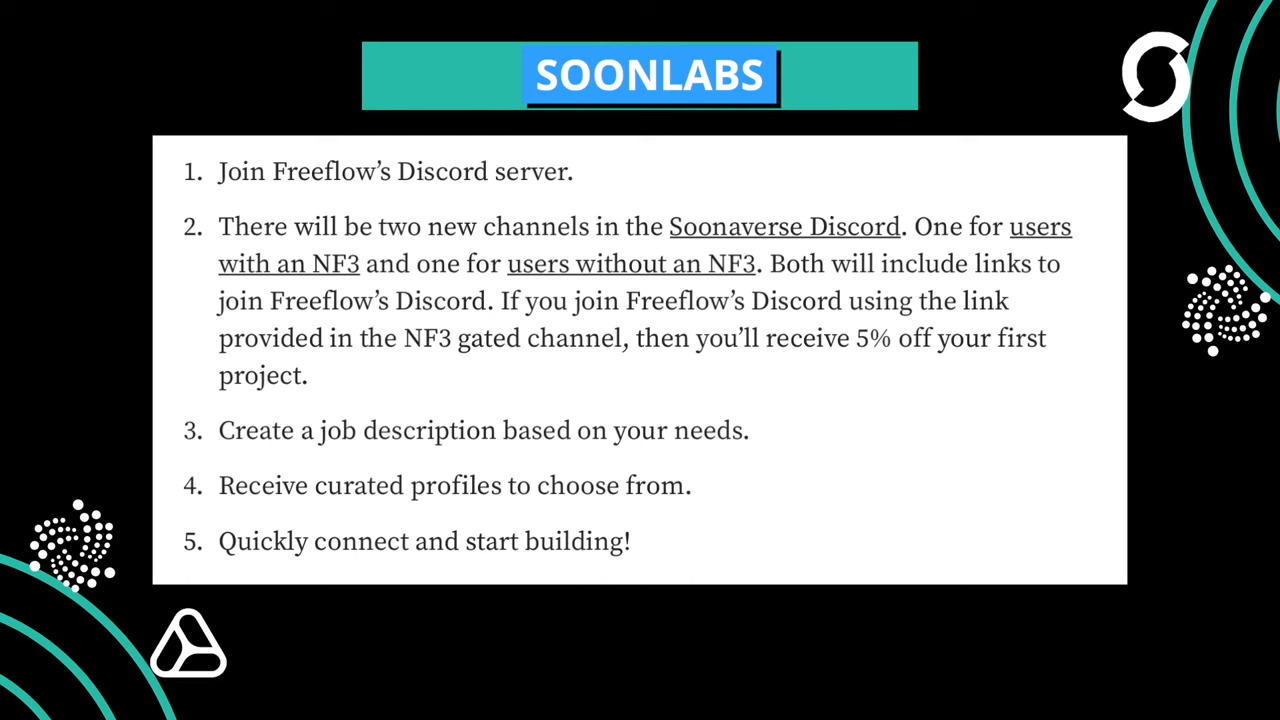 SOONLABS
1. Join Freeflow’s Discord server.
2. There will be two new channels in the Soonaverse Discord. One for users
with an NF3 and one for users without an NF3. Both will include links to
join Freeflow’s Discord. If you join Freeflow’s Discord using the link
provided in the NF3 gated channel, then you’ll receive 5% off your first
project.
3. Create a job description based on your needs.
4. Receive curated profiles to choose from.
5. Quickly connect and start building!